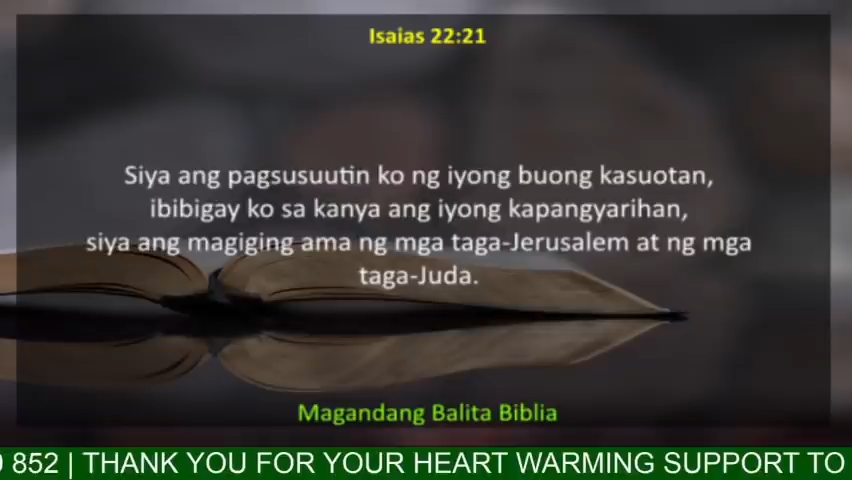 Isaias 22:21
Siya ang pagsusuutin ko ng iyong buong kasuotan,
ibibigay ko sa kanya ang iyong kapangyarihan,
siya ang magiging ama ng mga taga-Jerusalem at ng mga
taga-Juda.
Magandang Balita Biblia
852 | THANK YOU FOR YOUR HEART WARMING SUPPORT TO